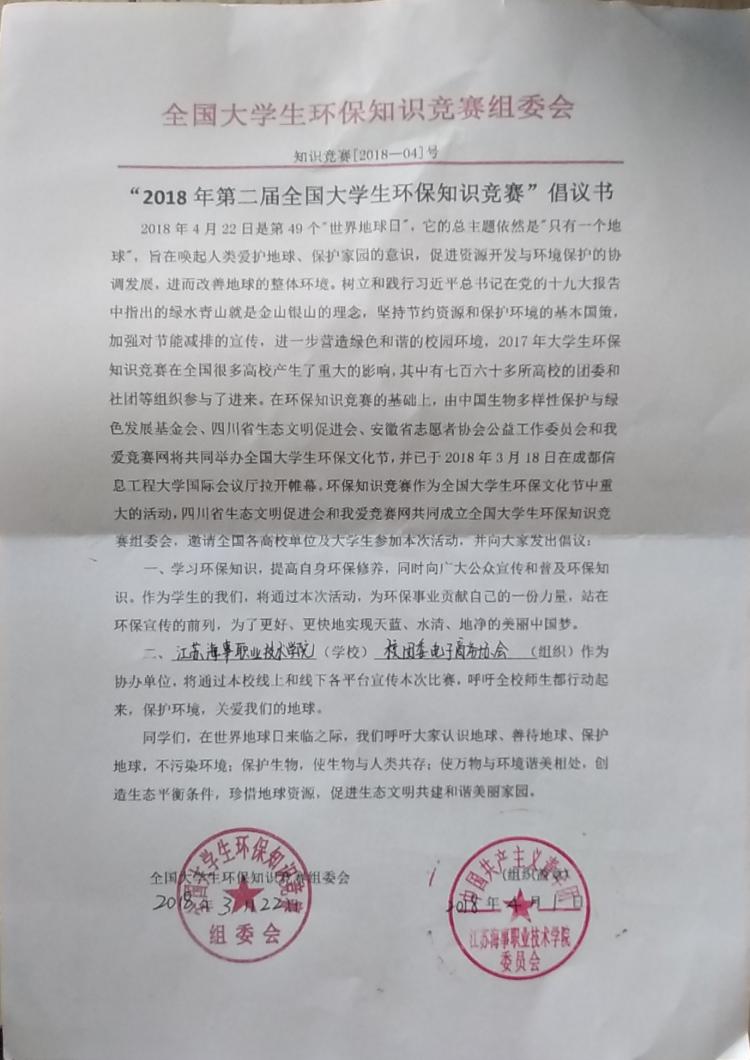 全国大学生环保知识竞赛组委会
知识竞赛[2018—04]号
“2018 年第二届全国大学生环保知识竞赛”倡议书
2018 年 4 月 22 日是第 49 个"世界地球日"，它的总主题依然是"只有一个地
球"，旨在唤起人类爱护地球、保护家园的意识，促进资源开发与环境保护的协
调发展，进而改善地球的整体环境。树立和践行习近平总书记在党的十九大报告
中指出的绿水青山就是金山银山的理念，坚持节约资源和保护环境的基本国策，
加强对节能减排的宣传，进一步营造绿色和谐的校园环境，2017 年大学生环保
知识竞赛在全国很多高校产生了重大的影响，其中有七百六十多所高校的团委和
社团等组织参与了进来。在环保知识竞赛的基础上，由中国生物多样性保护与绿
色发展基金会、四川省生态文明促进会、安徽省志愿者协会公益工作委员会和我
爱竞赛网将共同举办全国大学生环保文化节，并已于 2018 年 3 月 18 日在成都信
息工程大学国际会议厅拉开帷幕。环保知识竞赛作为全国大学生环保文化节中重
大的活动，四川省生态文明促进会和我爱竞赛网共同成立全国大学生环保知识竞
赛组委会，邀请全国各高校单位及大学生参加本次活动，并向大家发出倡议：
一、学习环保知识，提高自身环保修养，同时向广大公众宣传和普及环保知
识。作为学生的我们，将通过本次活动，为环保事业贡献自己的一份力量，站在
环保宣传的前列，为了更好、更快地实现天蓝、水清、地净的美丽中国梦。
二、江苏海事职业技术学院（学校）校团委电子商务协会（组织）作为
协办单位，将通过本校线上和线下各平台宣传本次比赛，呼吁全校师生都行动起
来，保护环境，关爱我们的地球。
同学们，在世界地球日来临之际，我们呼吁大家认识地球、善待地球、保护
地球，不污染环境；保护生物，使生物与人类共存；使万物与环境谐美相处，创
造生态平衡条件，珍惜地球资源，促进生态文明共建和谐美丽家园。
全国大学生环保知识竞赛组委会
2018 年 3 月 22 日
全国大学生环保知识竞赛
组委会
(组织盖章)
2018 年 4 月 1 日
中国共产主义青年团
江苏海事职业技术学院
委员会